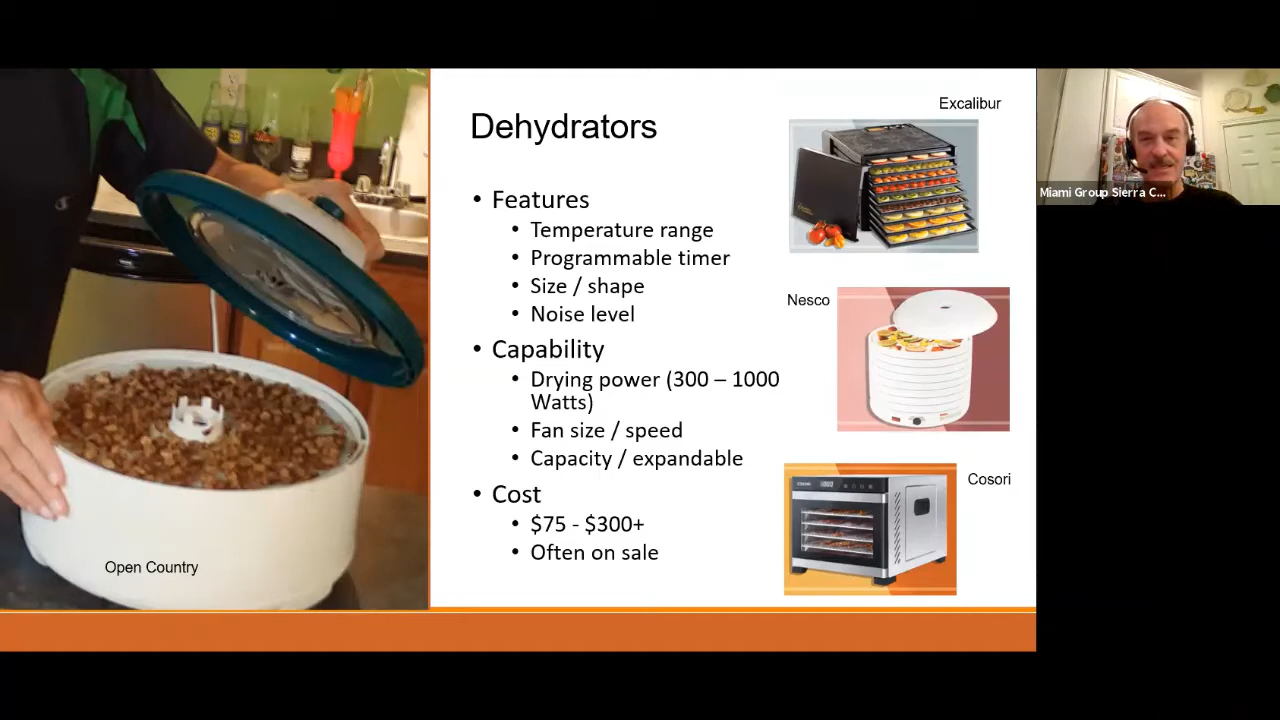 Dehydrators
• Features
• Temperature range
• Programmable timer
• Size / shape
• Noise level
• Capability
• Drying power (300 – 1000
Watts)
• Fan size / speed
• Capacity / expandable
• Cost
• $75 - $300+
• Often on sale
Open Country
Excalibur
Nesco
Cosori
Miami Group Sierra C...